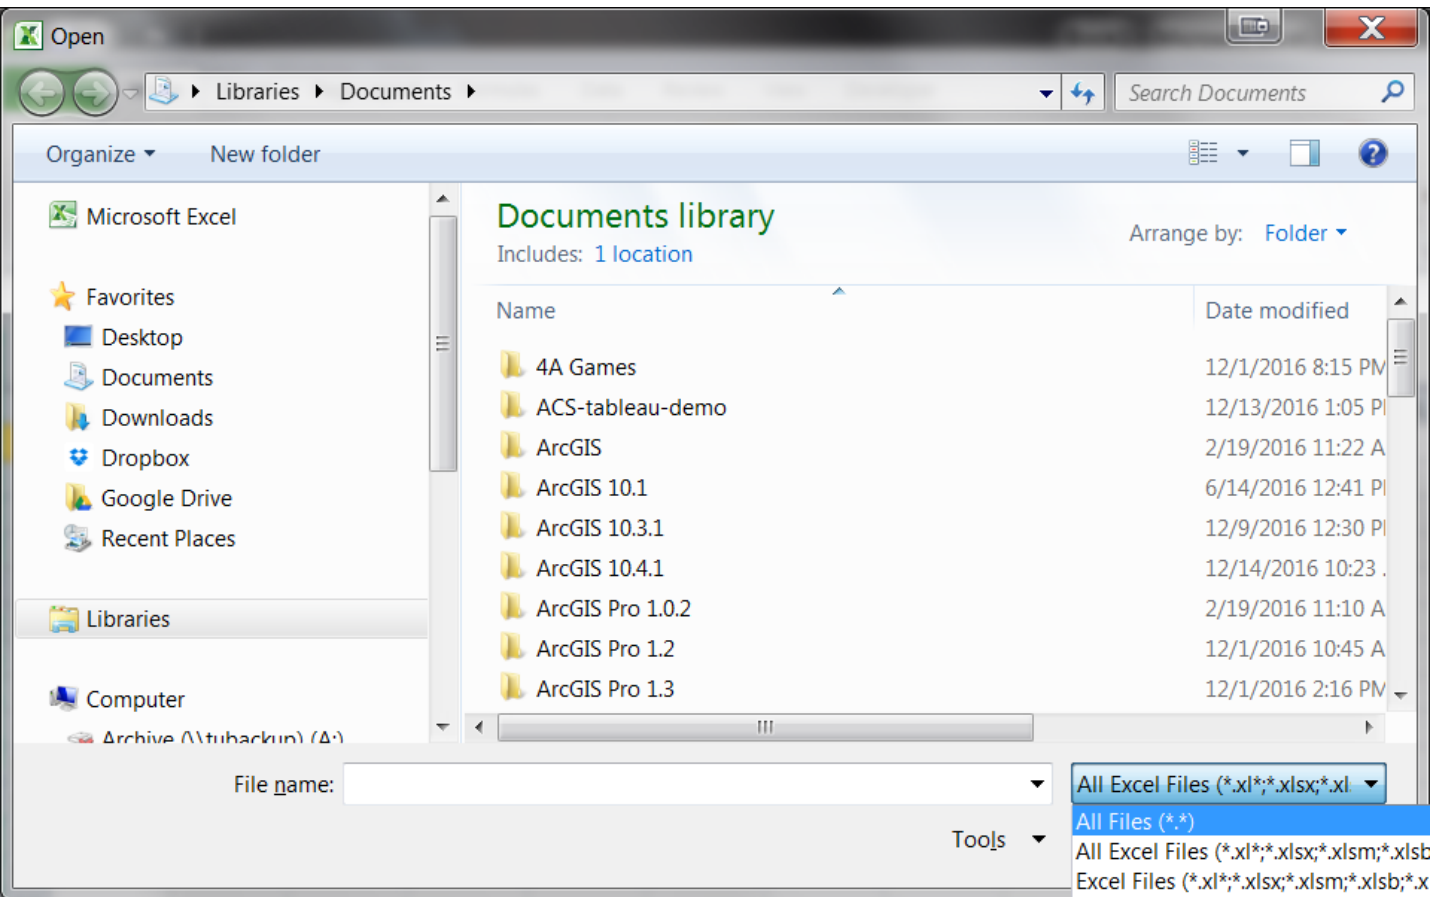 Open
Libraries Documents
Search Documents
Organize New folder
Microsoft Excel
Favorites
Desktop
Documents
Downloads
Dropbox
Google Drive
Recent Places
Libraries
Computer
Archive (\\tubackup) (A:)
Documents library
Includes: 1 location
Arrange by: Folder
Name Date modified
4A Games 12/1/2016 8:15 PM
ACS-tableau-demo 12/13/2016 1:05 P
ArcGIS 2/19/2016 11:22 A
ArcGIS 10.1 6/14/2016 12:41 P
ArcGIS 10.3.1 12/9/2016 12:30 P
ArcGIS 10.4.1 12/14/2016 10:23 .
ArcGIS Pro 1.0.2 2/19/2016 11:10 A
ArcGIS Pro 1.2 12/1/2016 10:45 A
ArcGIS Pro 1.3 12/1/2016 2:16 PM
File name:
All Excel Files (*.xl*;*.xlsx;*.xl
Tools
All Files (*.*)
All Excel Files (*.xl*;*.xlsx;*.xlsm;*.xlsb
Excel Files (*.xl*;*.xlsx;*.xlsm;*.xlsb;*.x